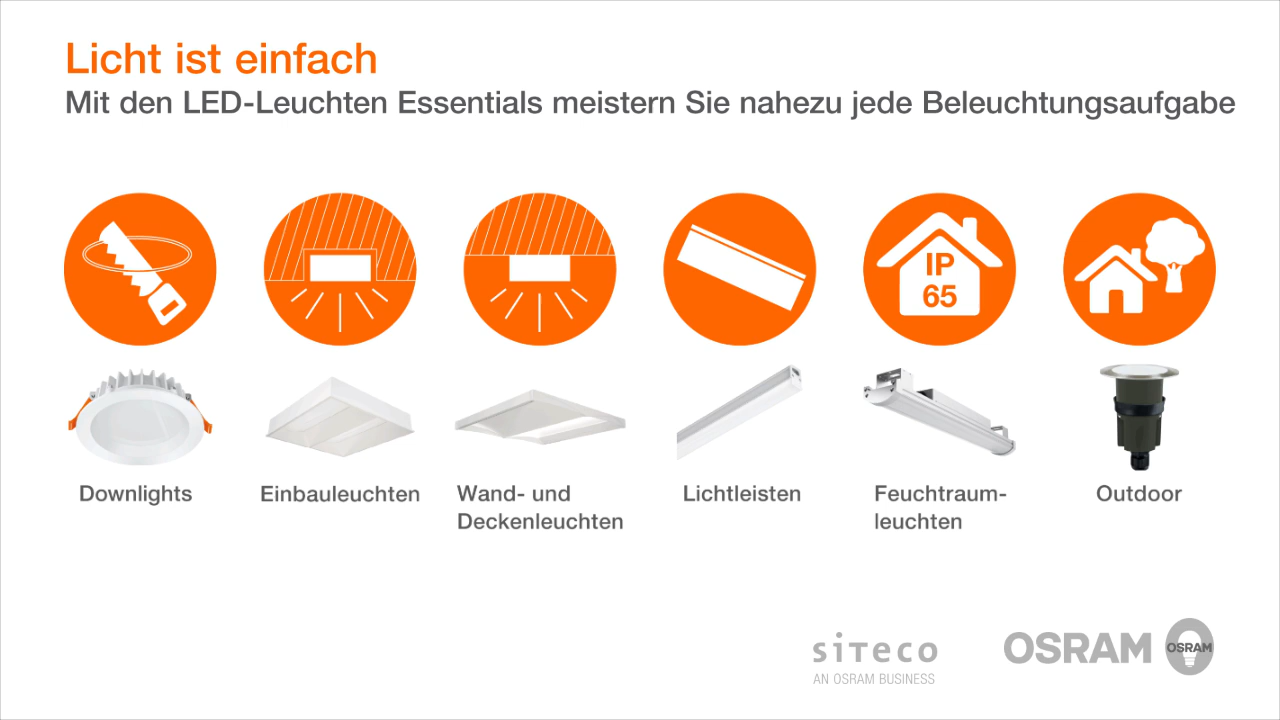 Licht ist einfach
Mit den LED-Leuchten Essentials meistern Sie nahezu jede Beleuchtungsaufgabe
IP
65
Downlights
Einbauleuchten
Wand- und
Deckenleuchten
Lichtleisten
Feuchtraum-
leuchten
Outdoor
siteco
AN OSRAM BUSINESS
OSRAM
OSRAM